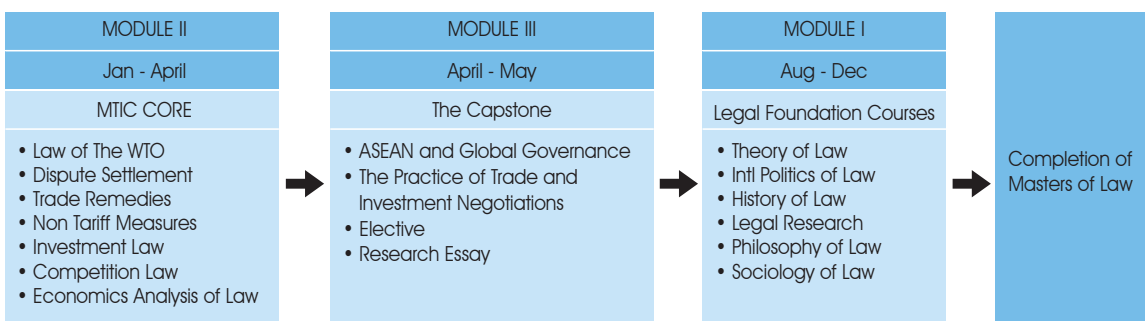 MODULE II
Jan - April
MTIC CORE
• Law of The WTO
• Dispute Settlement
• Trade Remedies
• Non Tariff Measures
• Investment Law
• Competition Law
• Economics Analysis of Law
MODULE III
April - May
The Capstone
• ASEAN and Global Governance
• The Practice of Trade and
Investment Negotiations
• Elective
• Research Essay
MODULE I
Aug - Dec
Legal Foundation Courses
• Theory of Law
• Intl Politics of Law
• History of Law
• Legal Research
• Philosophy of Law
• Sociology of Law
Completion of
Masters of Law